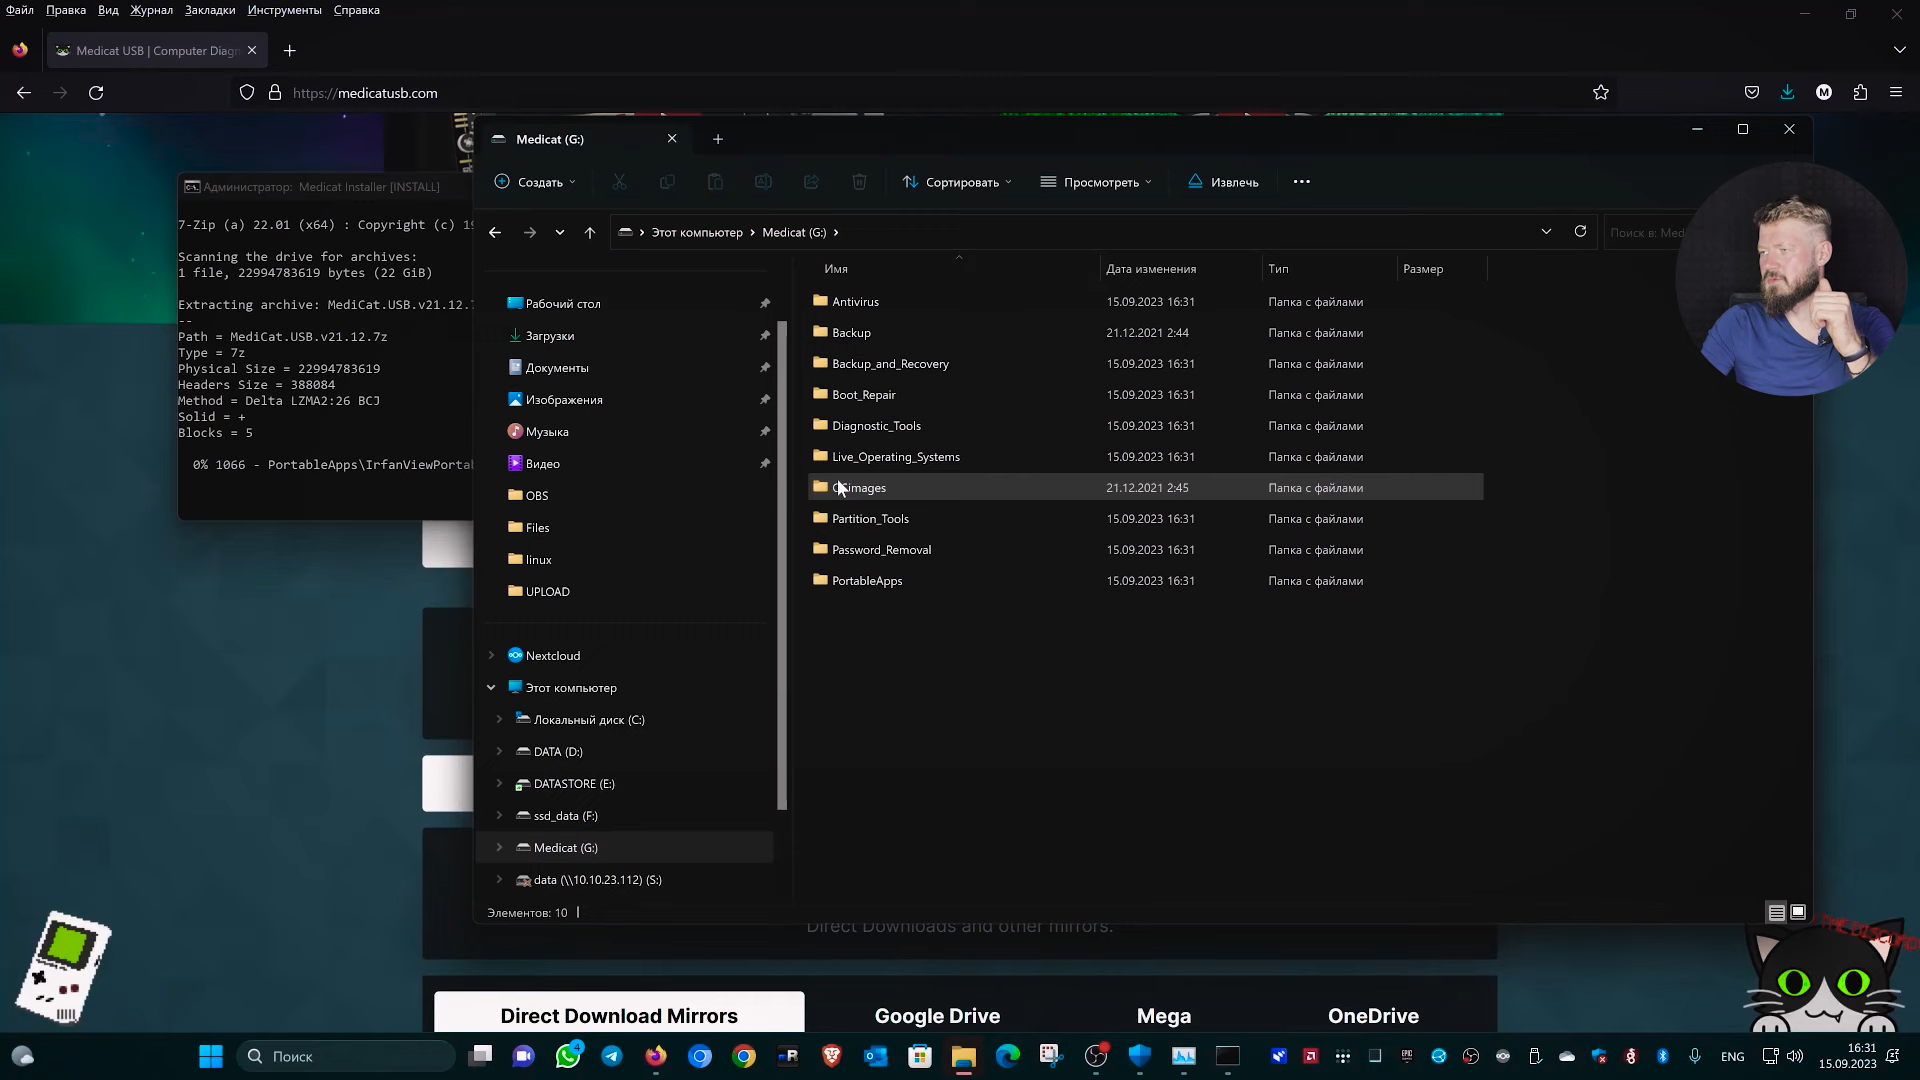 Файл Правка Вид Журнал Закладки Инструменты Справка
Medicat USB | Computer Diagn
https://medicatusb.com
Администратор: Medicat Installer [INSTALL]
7-Zip (a) 22.01 (x64) : Copyright (c) 19
Scanning the drive for archives:
1 file, 22994783619 bytes (22 GiB)
Extracting archive: MediCat.USB.v21.12.7
--
Path = MediCat.USB.v21.12.7z
Type = 7z
Physical Size = 22994783619
Headers Size = 388084
Method = Delta LZMA2:26 BCJ
Solid = +
Blocks = 5
0% 1066 - PortableApps\IrfanViewPortab
Medicat (G:)
Создать Сортировать Просмотреть Извлечь
Этот компьютер Medicat (G:)
Поиск в: Med
Имя Дата изменения Тип Размер
Antivirus 15.09.2023 16:31 Папка с файлами
Backup 21.12.2021 2:44 Папка с файлами
Backup_and_Recovery 15.09.2023 16:31 Папка с файлами
Boot_Repair 15.09.2023 16:31 Папка с файлами
Diagnostic_Tools 15.09.2023 16:31 Папка с файлами
Live_Operating_Systems 15.09.2023 16:31 Папка с файлами
21.12.2021 2:45 Папка с файлами
Partition_Tools 15.09.2023 16:31 Папка с файлами
Password_Removal 15.09.2023 16:31 Папка с файлами
PortableApps 15.09.2023 16:31 Папка с файлами
Рабочий стол
Загрузки
Документы
Изображения
Музыка
Видео
OBS
Files
linux
UPLOAD
Nextcloud
Этот компьютер
Локальный диск (C:)
DATA (D:)
DATASTORE (E:)
ssd_data (F:)
Medicat (G:)
data (\\10.10.23.112) (S:)
Элементов: 10
Direct Downloads and other mirrors.
Direct Download Mirrors Google Drive Mega OneDrive
Поиск
4
ENG
16:31
15.09.2023